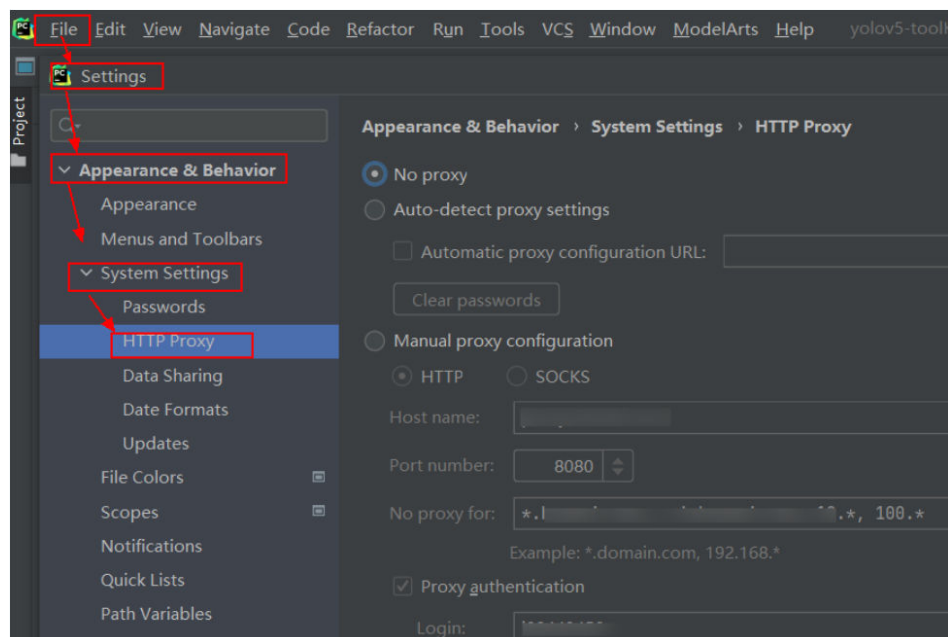 File Edit View Navigate Code Refactor Run Tools VCS Window ModelArts Help yolov5-tool
Settings
Project
Appearance & Behavior › System Settings › HTTP Proxy
Appearance & Behavior
Appearance
Menus and Toolbars
System Settings
Passwords
HTTP Proxy
Data Sharing
Date Formats
Updates
File Colors
Scopes
Notifications
Quick Lists
Path Variables
No proxy
Auto-detect proxy settings
Automatic proxy configuration URL:
Clear passwords
Manual proxy configuration
HTTP SOCKS
Host name:
Port number: 8080
No proxy for: *. .*, 100.*
Example: *.domain.com, 192.168.*
Proxy authentication
Login: